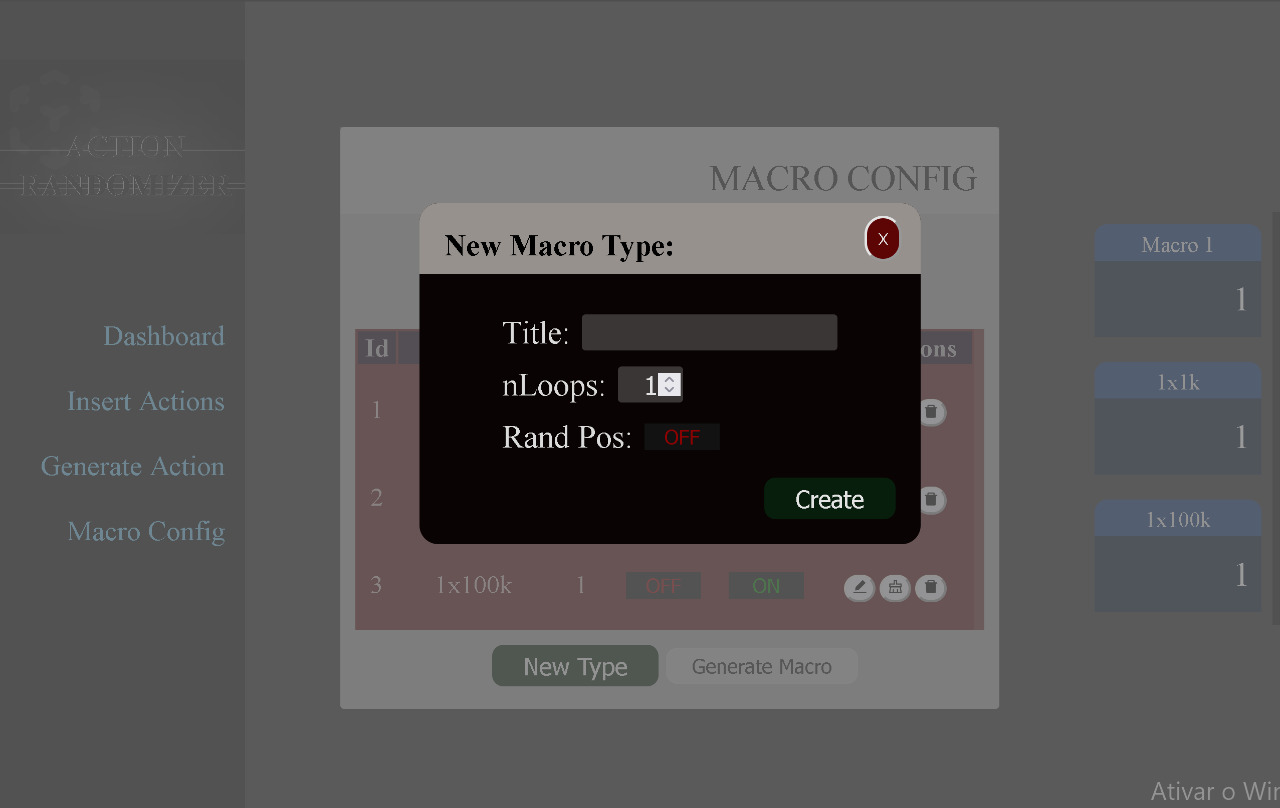 ACTION
RANDOMIZER
Dashboard
Insert Actions
Generate Action
Macro Config
MACRO CONFIG
New Macro Type:
X
Title:
nLoops: 1
Rand Pos: OFF
Create
Id
ons
1
2
3 1x100k 1 OFF ON
New Type
Generate Macro
Macro 1
1
1x1k
1
1x100k
1
Ativar o Wi